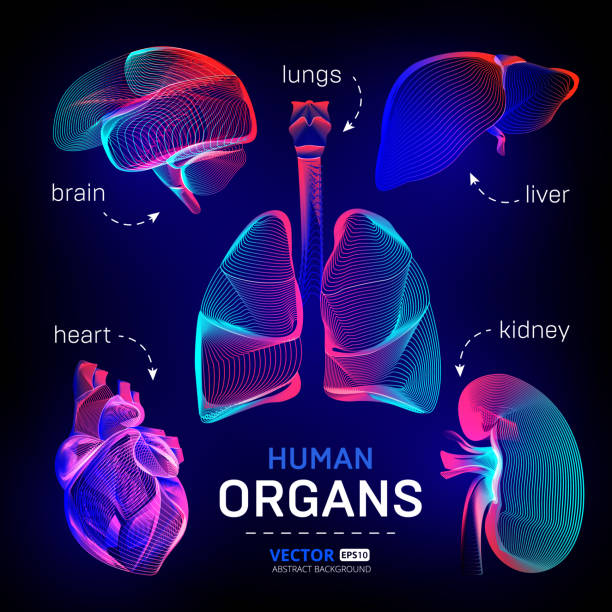 lungs
brain
liver
heart
kidney
HUMAN
ORGANS
VECTOR EPS10
ABSTRACT BACKGROUND